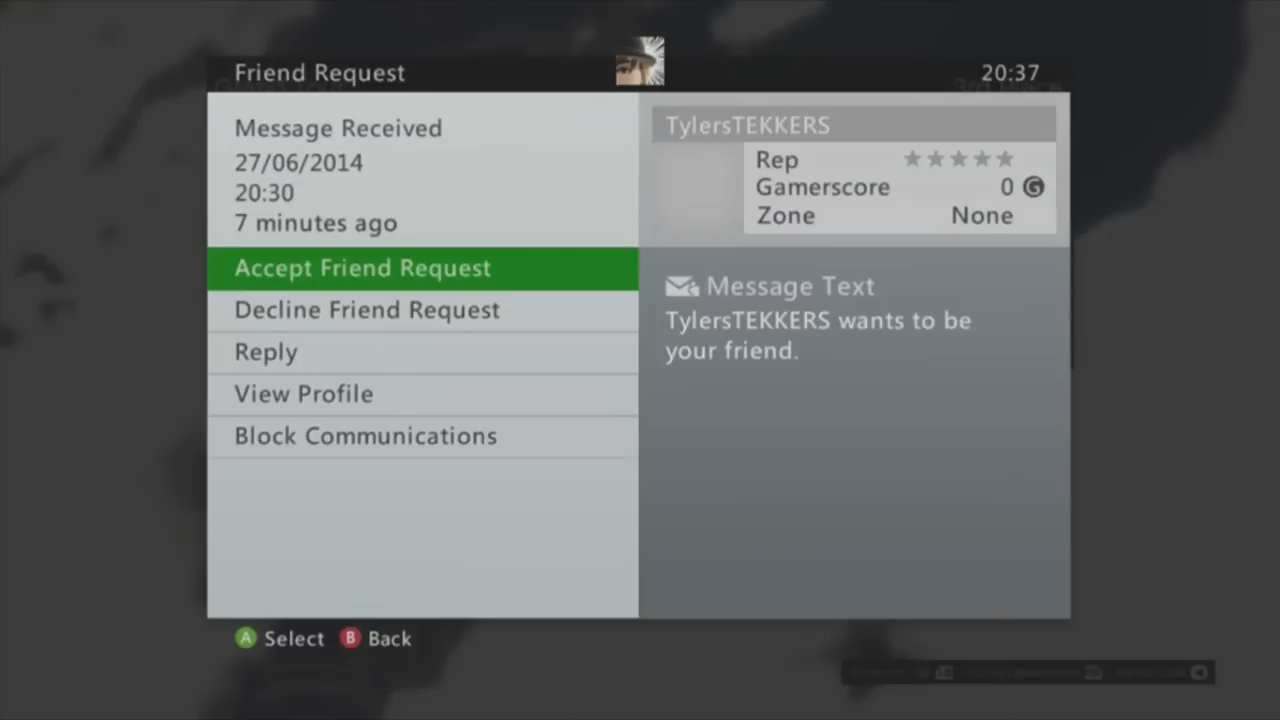 Friend Request
20:37
Message Received
27/06/2014
20:30
7 minutes ago
Accept Friend Request
Decline Friend Request
Reply
View Profile
Block Communications
TylersTEKKERS
Rep
Gamerscore 0 G
Zone None
Message Text
TylersTEKKERS wants to be
your friend.
A Select B Back